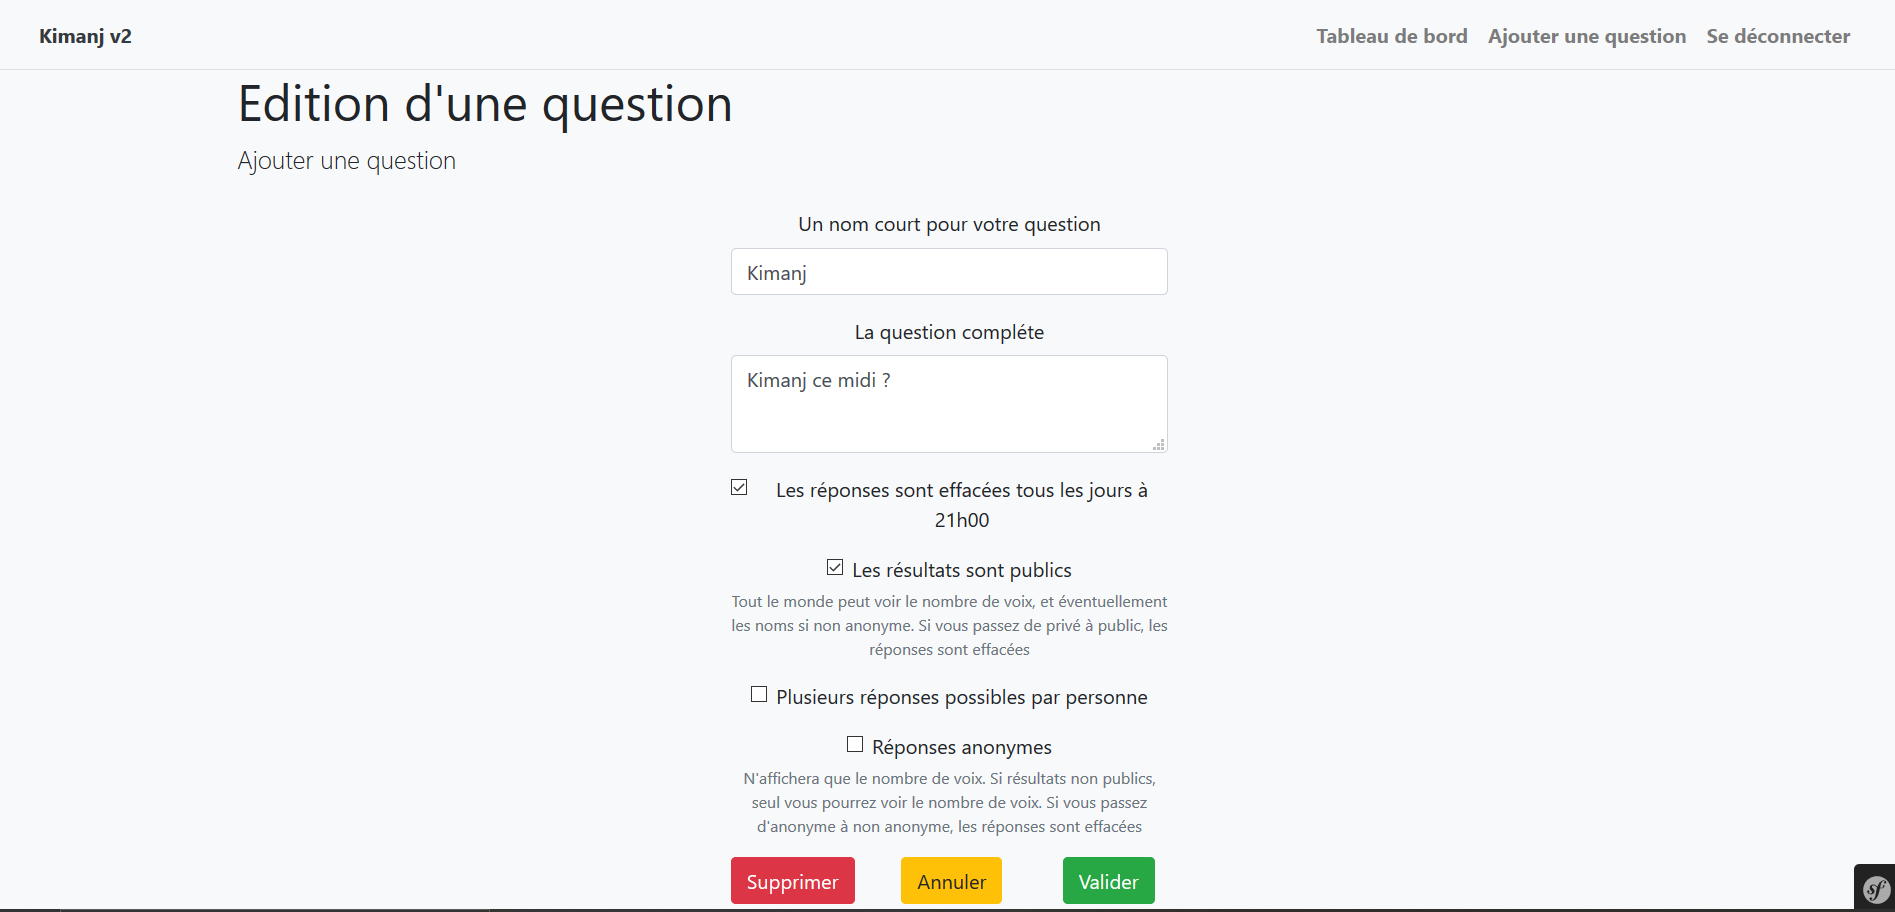 Kimanj v2
Tableau de bord
Ajouter une question
Se déconnecter
Edition d'une question
Ajouter une question
Un nom court pour votre question
Kimanj
La question compléte
Kimanj ce midi ?
Les réponses sont effacées tous les jours à
21h00
Les résultats sont publics
Tout le monde peut voir le nombre de voix, et éventuellement
les noms si non anonyme. Si vous passez de privé à public, les
réponses sont effacées
Plusieurs réponses possibles par personne
Réponses anonymes
N'affichera que le nombre de voix. Si résultats non publics,
seul vous pourrez voir le nombre de voix. Si vous passez
d'anonyme à non anonyme, les réponses sont effacées
Supprimer
Annuler
Valider
sf